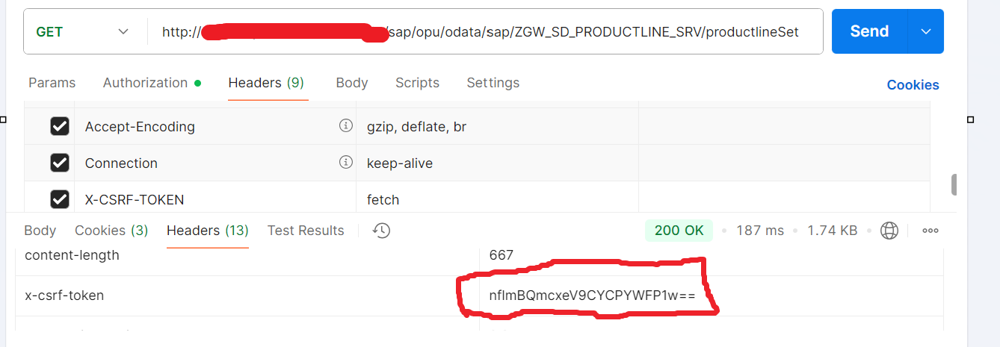 GET http:// /sap/opu/odata/sap/ZGW_SD_PRODUCTLINE_SRV/productlineSet Send
Params Authorization Headers (9) Body Scripts Settings Cookies
Accept-Encoding gzip, deflate, br
Connection keep-alive
X-CSRF-TOKEN fetch
Body Cookies (3) Headers (13) Test Results 200 OK 187 ms 1.74 KB
content-length 667
x-csrf-token nflmBQmcxeV9CYCPYWFP1w==